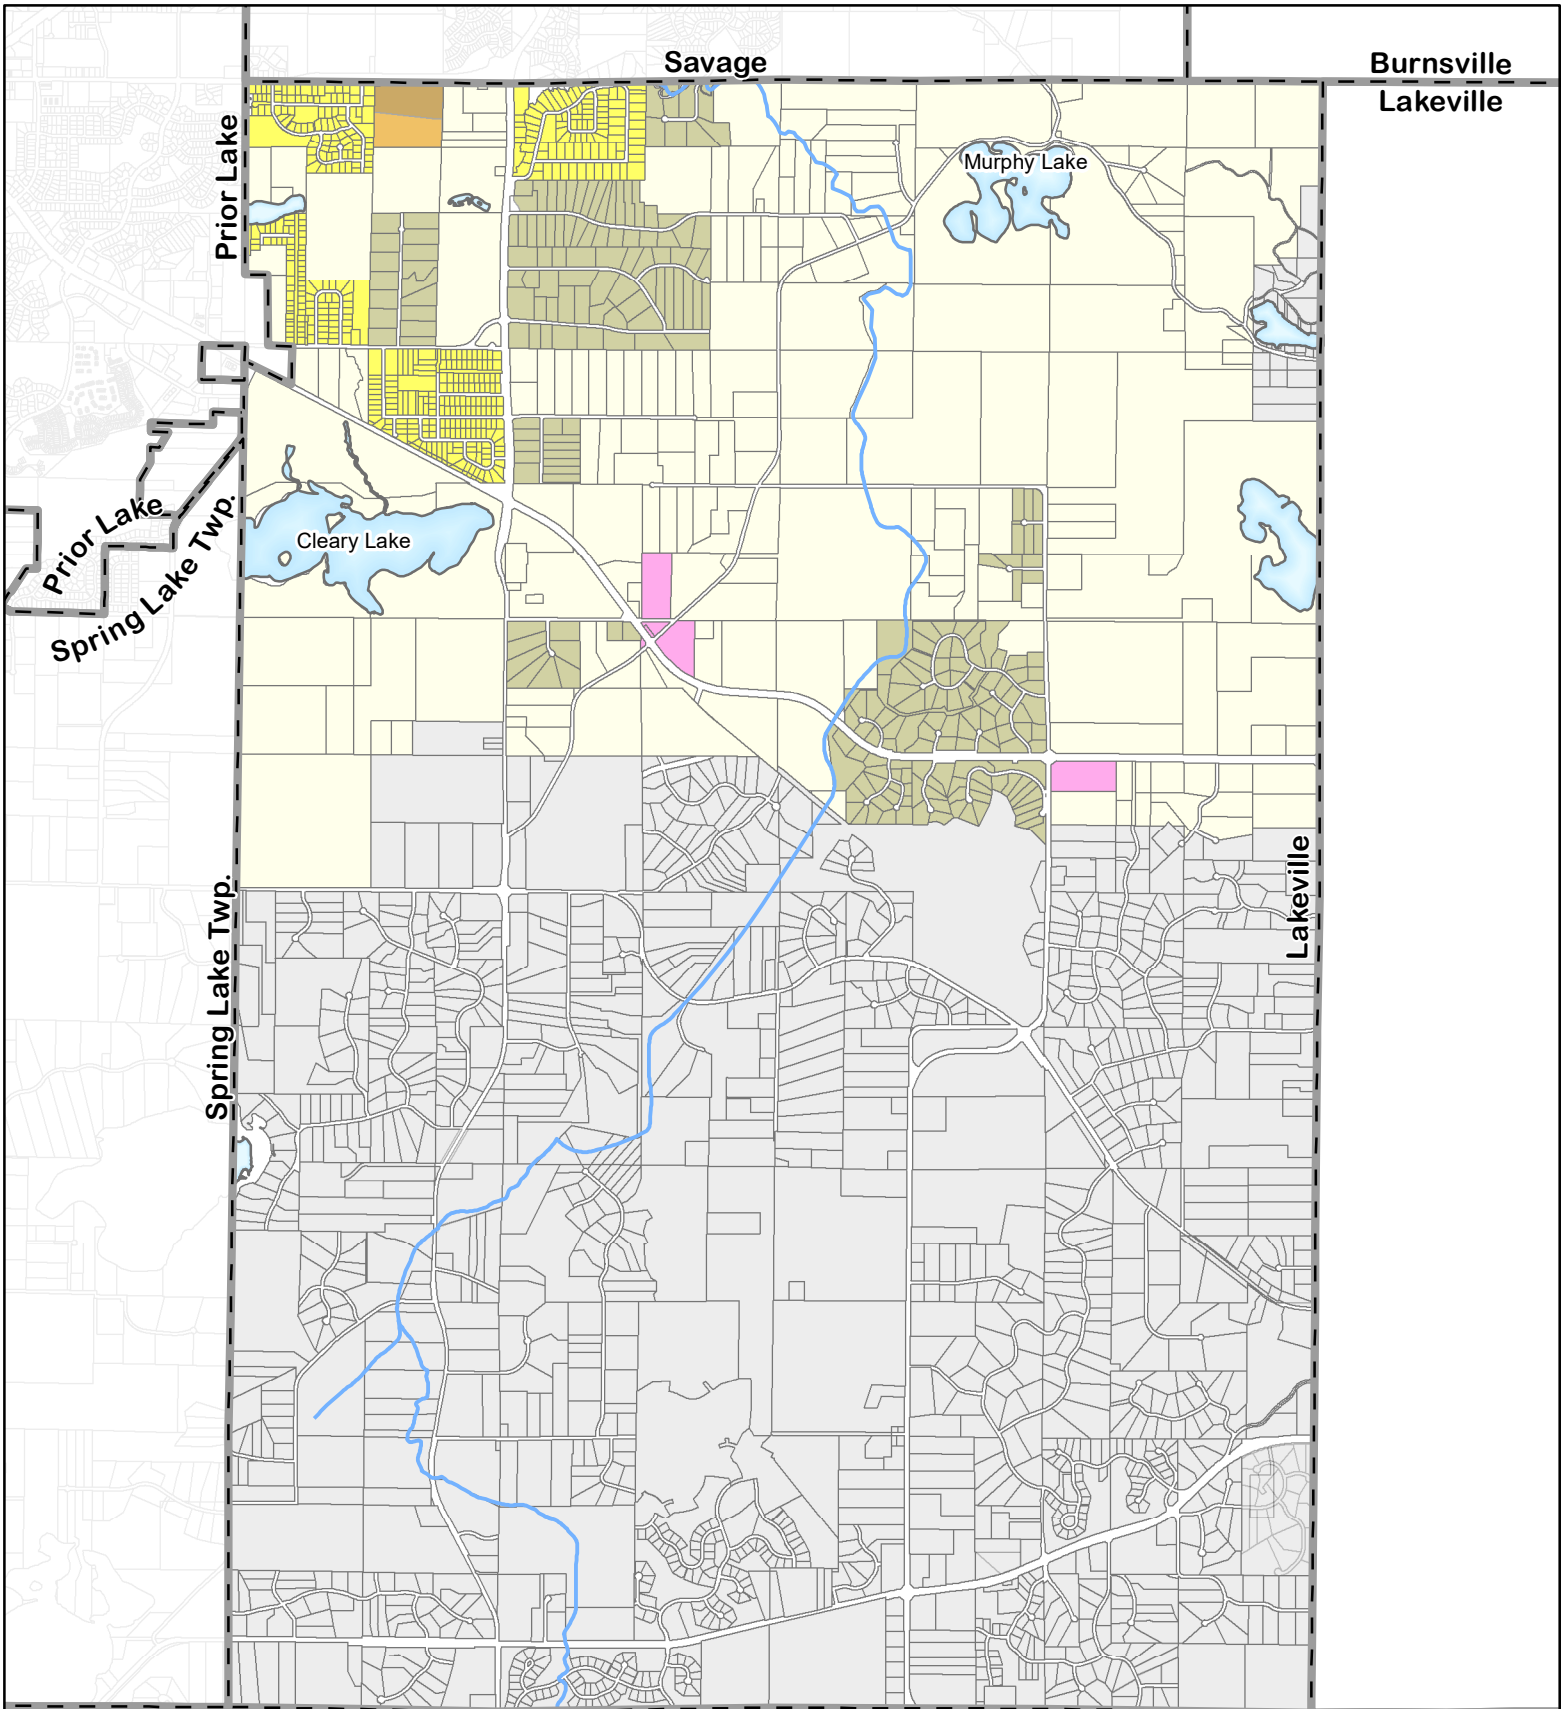 Savage
Burnsville
Lakeville
Prior Lake
Murphy Lake
Prior Lake
Cleary Lake
Spring Lake Twp.
Spring Lake Twp.
Lakeville